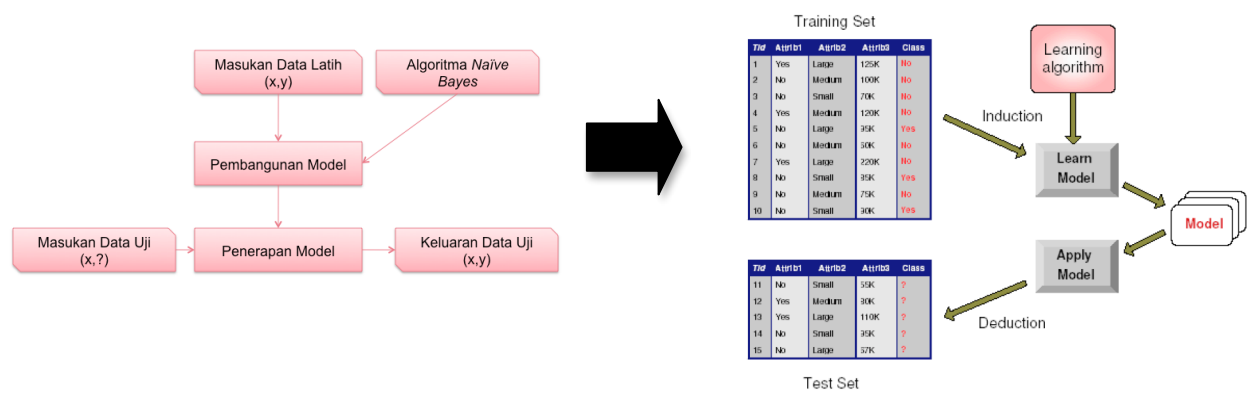 Masukan Data Latih
(x,y)
Algoritma Naïve
Bayes
Pembangunan Model
Masukan Data Uji
(x,?)
Penerapan Model
Keluaran Data Uji
(x,y)
Training Set
Tid Attrib1 Attrib2 Attrib3 Class
1 Yes Large 125K No
2 No Medium 100K No
3 No Small 70K No
4 Yes Medium 120K No
5 No Large 95K Yes
6 No Medium 60K No
7 Yes Large 220K No
8 No Small 85K Yes
9 No Medium 75K No
10 No Small 90K Yes
Learning
algorithm
Induction
Learn
Model
Model
Apply
Model
Deduction
Tid Attrib1 Attrib2 Attrib3 Class
11 No Small 55K ?
12 Yes Medium 80K ?
13 Yes Large 110K ?
14 No Small 95K ?
15 No Large 67K ?
Test Set